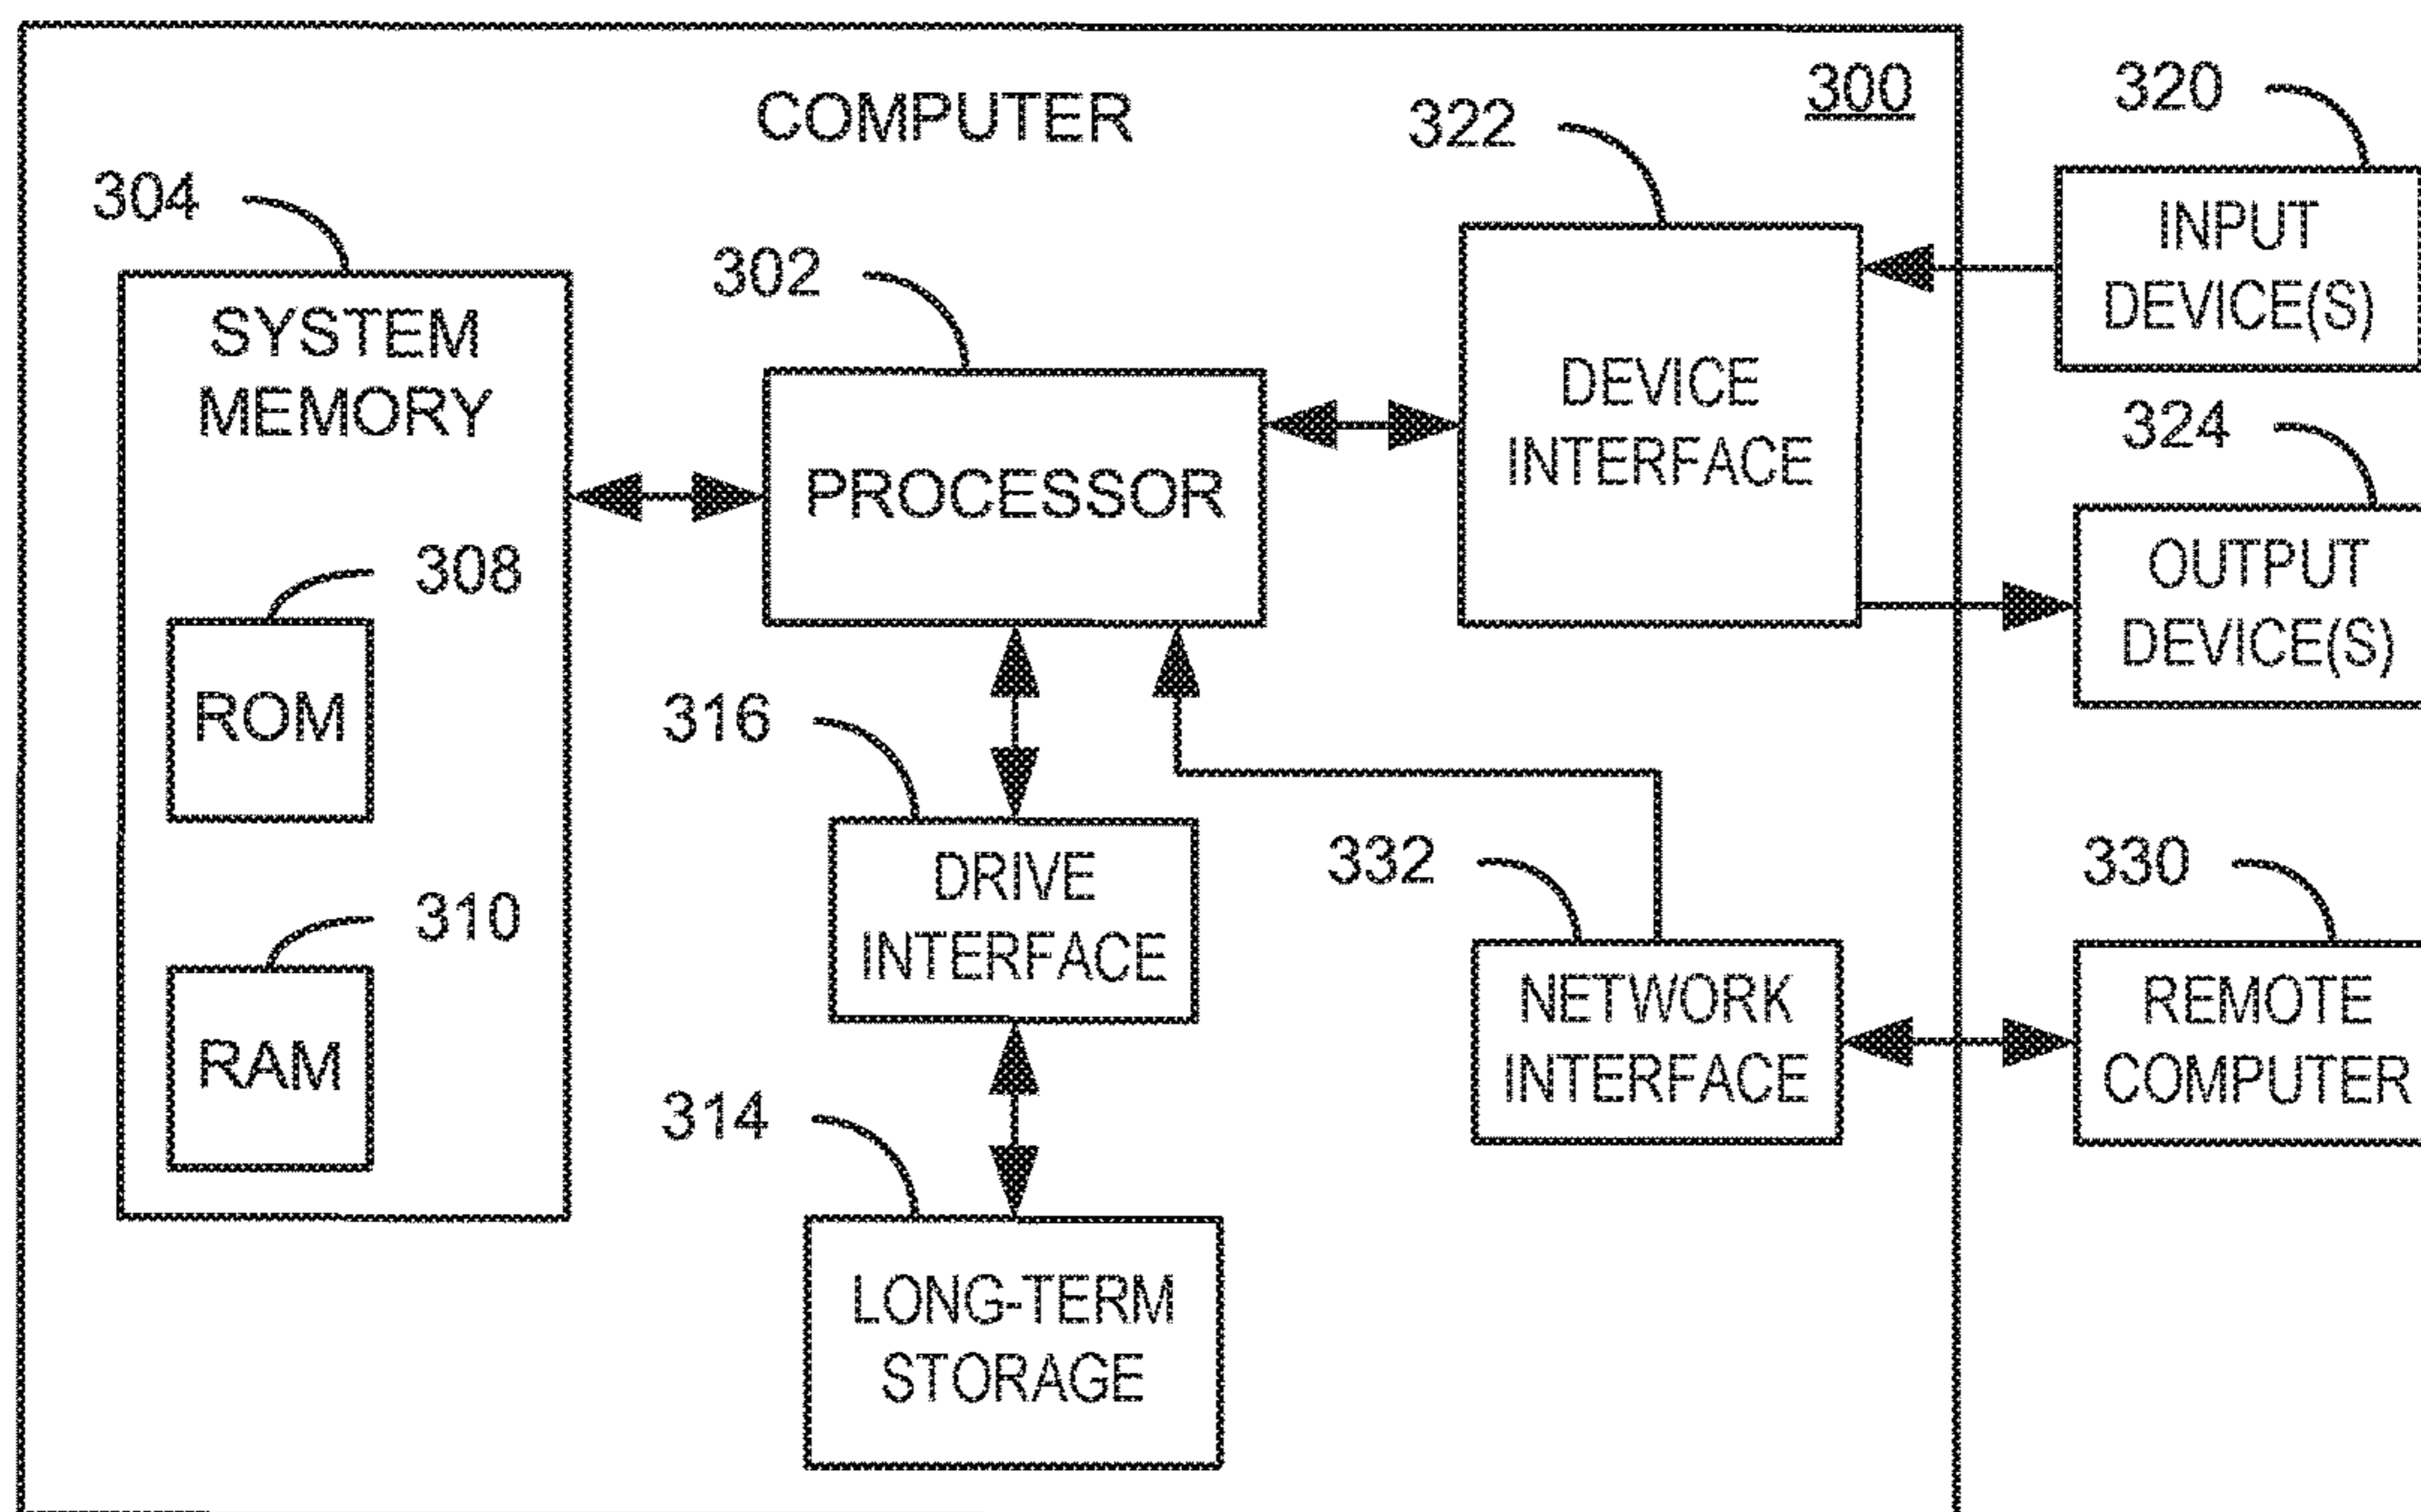 COMPUTER
300
320
322
304
INPUT
DEVICE(S)
302
SYSTEM
MEMORY
DEVICE
INTERFACE
324
PROCESSOR
OUTPUT
DEVICE(S)
308
ROM
316
332
330
DRIVE
INTERFACE
310
NETWORK
INTERFACE
REMOTE
COMPUTER
RAM
314
LONG-TERM
STORAGE